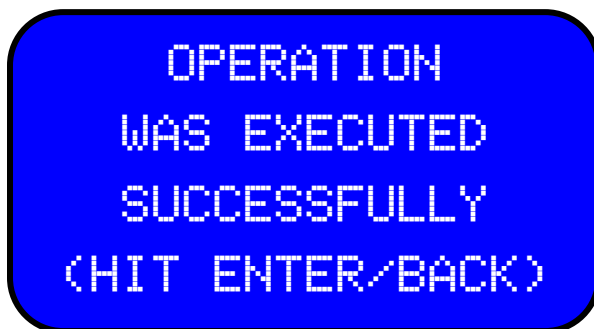 OPERATION
WAS EXECUTED
SUCCESSFULLY
(HIT ENTER/BACK)